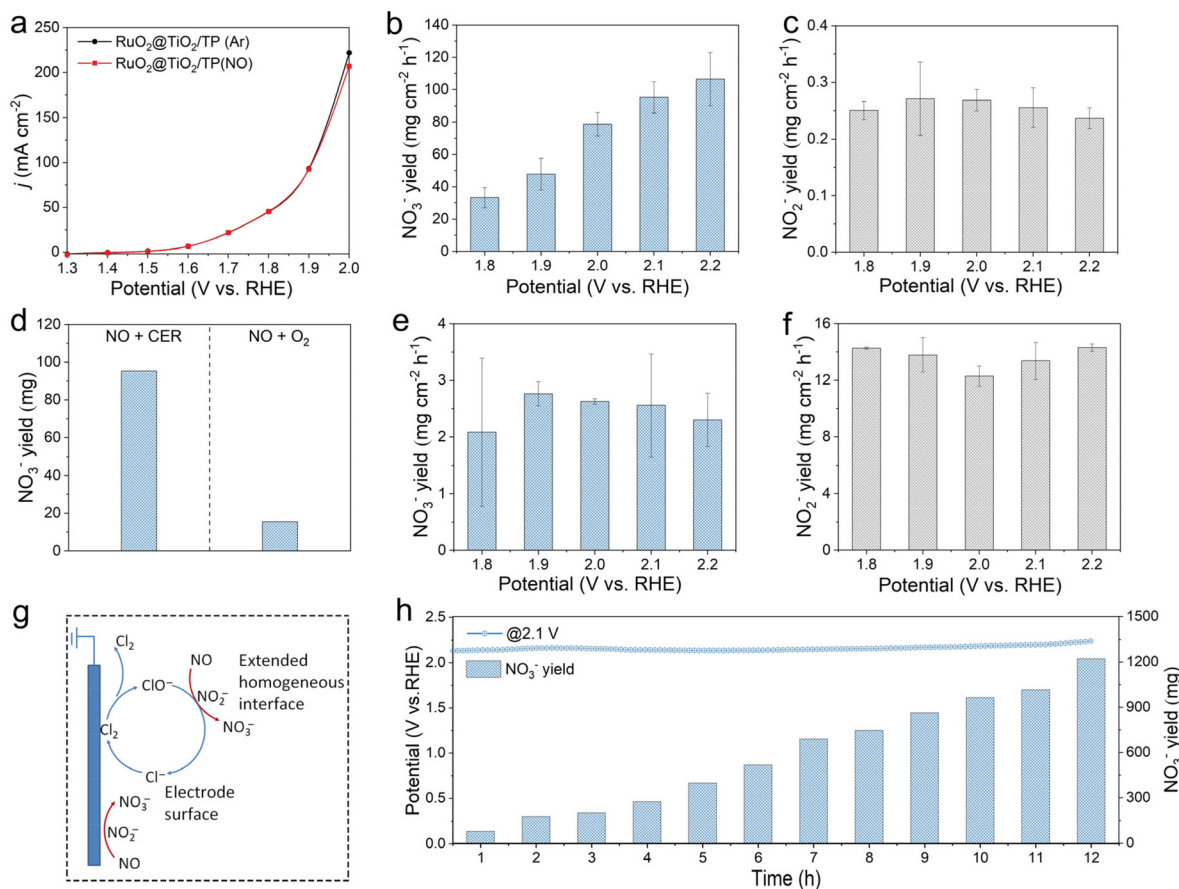 a
250
200
150
100
50
0
j (mA cm⁻²)
RuO₂@TiO₂/TP (Ar)
RuO₂@TiO₂/TP(NO)
1.3 1.4 1.5 1.6 1.7 1.8 1.9 2.0
Potential (V vs. RHE)
b
140
120
100
80
60
40
20
0
NO₃⁻ yield (mg cm⁻² h⁻¹)
1.8 1.9 2.0 2.1 2.2
Potential (V vs. RHE)
c
0.4
0.3
0.2
0.1
0.0
NO₂⁻ yield (mg cm⁻² h⁻¹)
1.8 1.9 2.0 2.1 2.2
Potential (V vs. RHE)
d
120
100
80
60
40
20
0
NO₃⁻ yield (mg)
NO + CER NO + O₂
e
4
3
2
1
0
NO₃⁻ yield (mg cm⁻² h⁻¹)
1.8 1.9 2.0 2.1 2.2
Potential (V vs. RHE)
f
16
12
8
4
0
NO₂⁻ yield (mg cm⁻² h⁻¹)
1.8 1.9 2.0 2.1 2.2
Potential (V vs. RHE)
g
Cl₂
ClO⁻
NO
NO₂⁻
NO₃⁻
Extended
homogeneous
interface
Cl₂
Cl⁻
Electrode
surface
NO₃⁻
NO₂⁻
NO
h
2.5
2.0
1.5
1.0
0.5
0.0
Potential (V vs.RHE)
@2.1 V
NO₃⁻ yield
1500
1200
900
600
300
0
NO₃⁻ yield (mg)
1 2 3 4 5 6 7 8 9 10 11 12
Time (h)